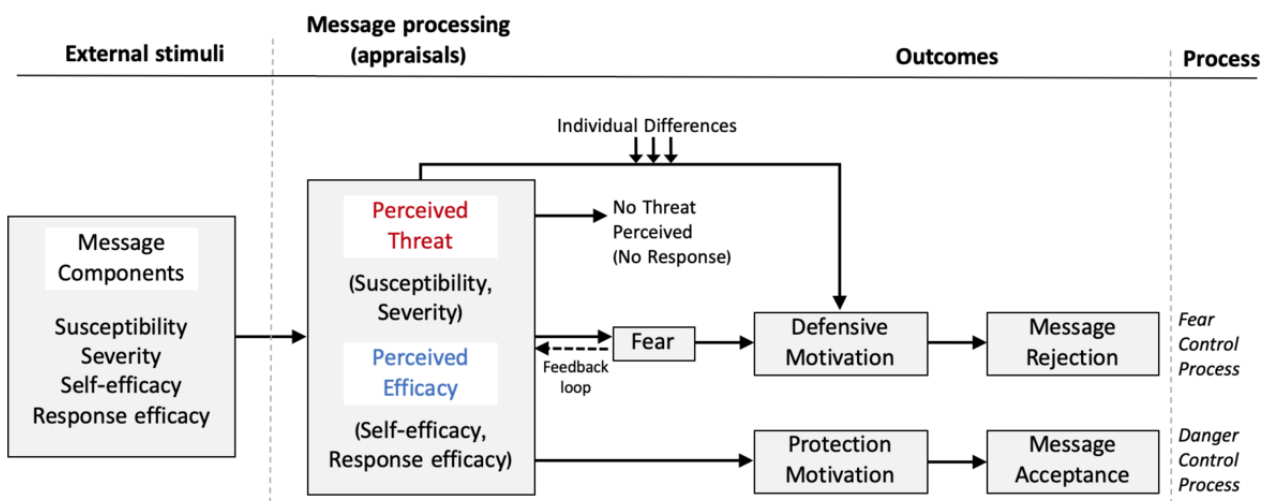 External stimuli
Message processing
(appraisals)
Outcomes
Process
Individual Differences
Message
Components
Susceptibility
Severity
Self-efficacy
Response efficacy
Perceived
Threat
(Susceptibility,
Severity)
Perceived
Efficacy
(Self-efficacy,
Response efficacy)
No Threat
Perceived
(No Response)
Fear
Feedback
loop
Defensive
Motivation
Message
Rejection
Fear
Control
Process
Protection
Motivation
Message
Acceptance
Danger
Control
Process